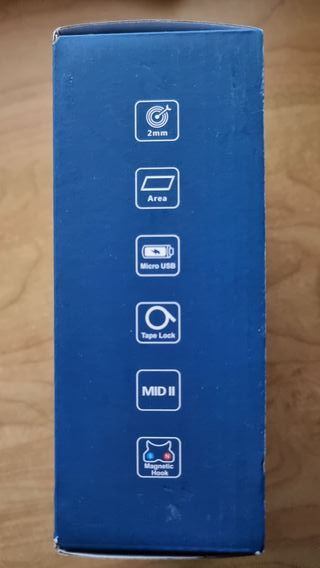 2mm
Area
Micro USB
Tape Lock
MID II
S N
Magnetic
Hook